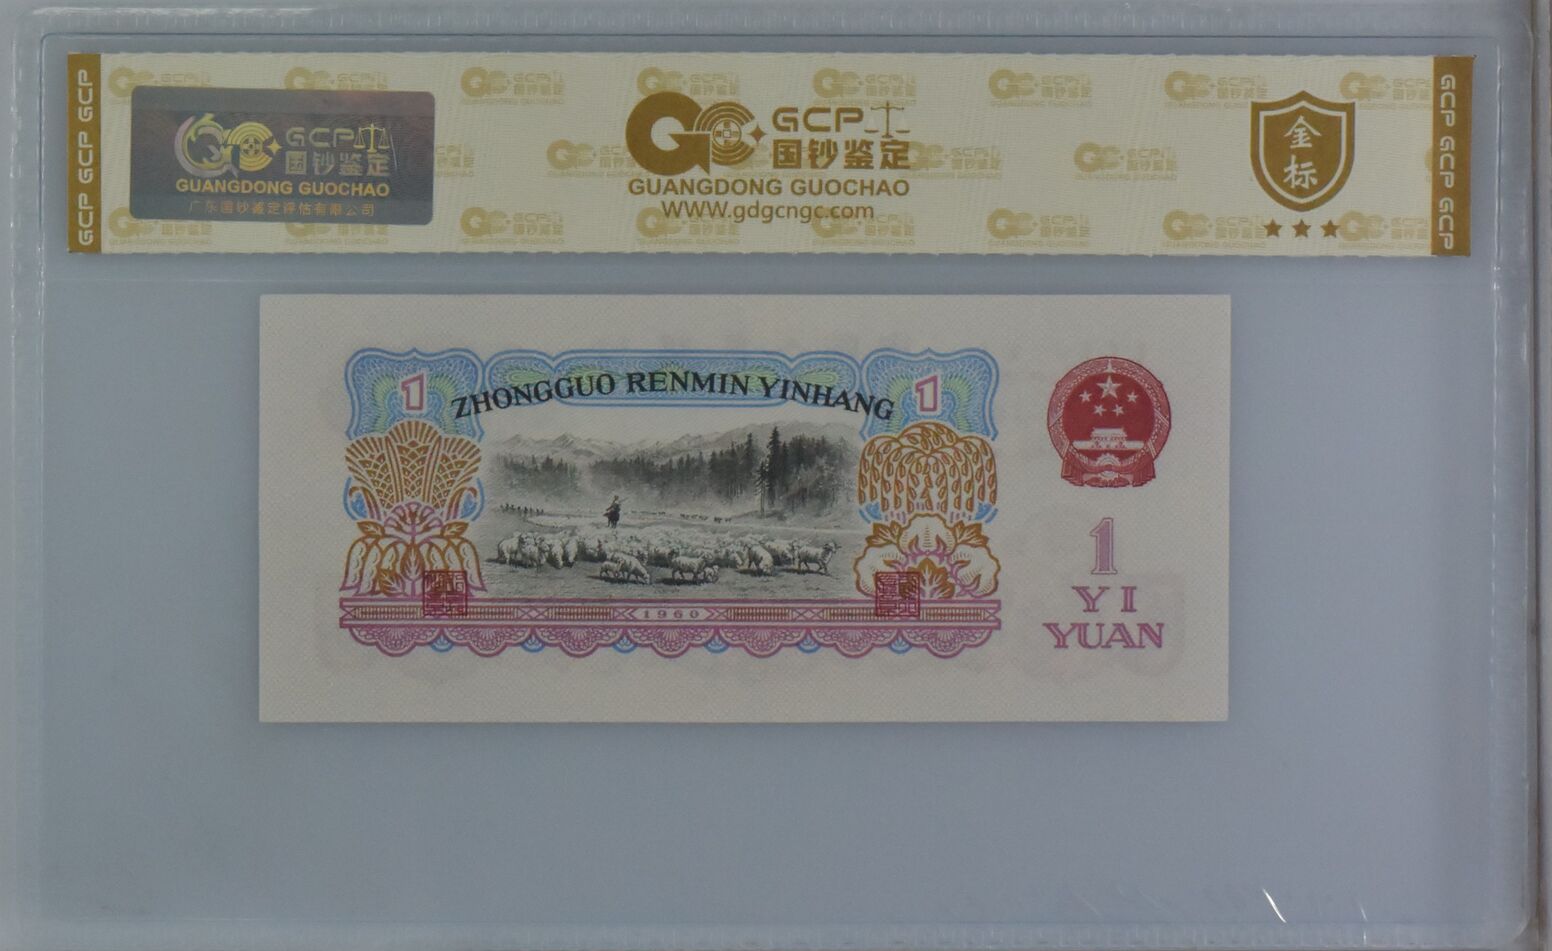 GCP GCP GCP
GCP 国钞鉴定
GUANGDONG GUOCHAO
广东国钞鉴定评估有限公司
GCP
国钞鉴定
GUANGDONG GUOCHAO
WWW.gdgcngc.com
金标
GCP GCP GCP
1
ZHONGGUO RENMIN YINHANG
1
1960
1
YI
YUAN